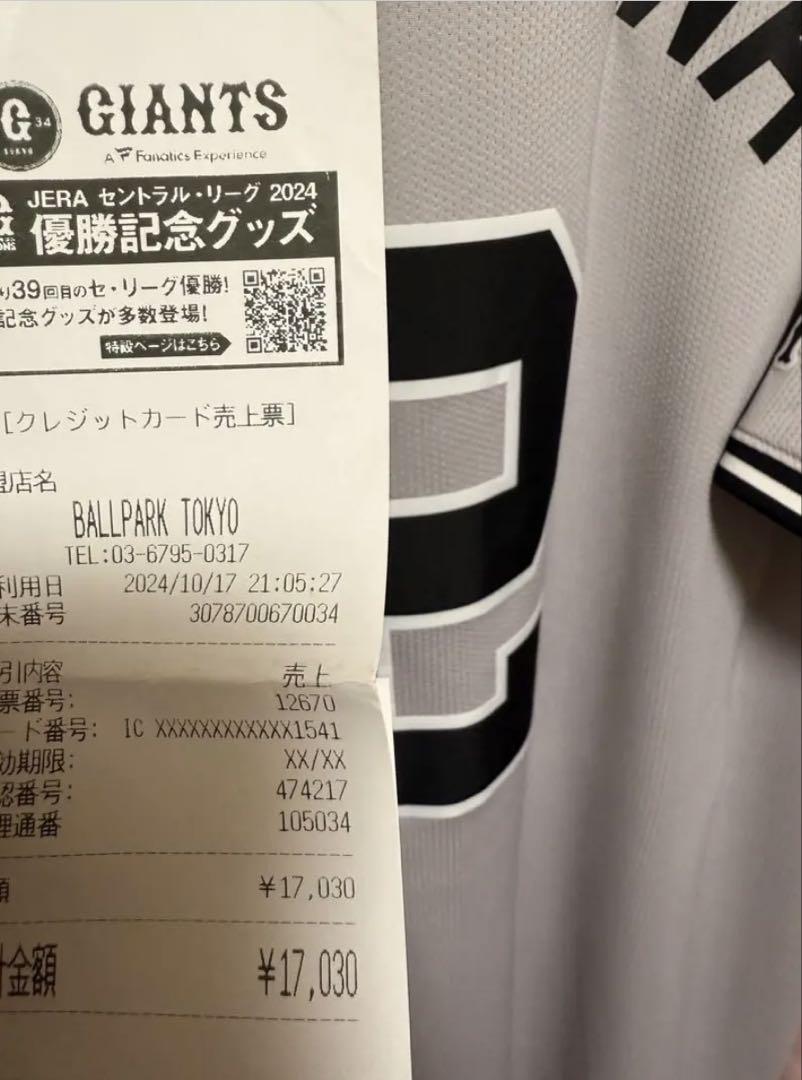 G 34
TOKYO
GIANTS
A Fanatics Experience
JERA セントラル・リーグ 2024
優勝記念グッズ
39回目のセ・リーグ優勝!
記念グッズが多数登場!
特設ページはこちら
[クレジットカード売上票]
盟店名
BALLPARK TOKYO
TEL:03-6795-0317
利用日 2024/10/17 21:05:27
末番号 3078700670034
引内容 売上
票番号: 12670
ード番号: IC XXXXXXXXXXXX1541
効期限: XX/XX
認番号: 474217
理通番 105034
額 ¥17,030
計金額 ¥17,030
WA
9